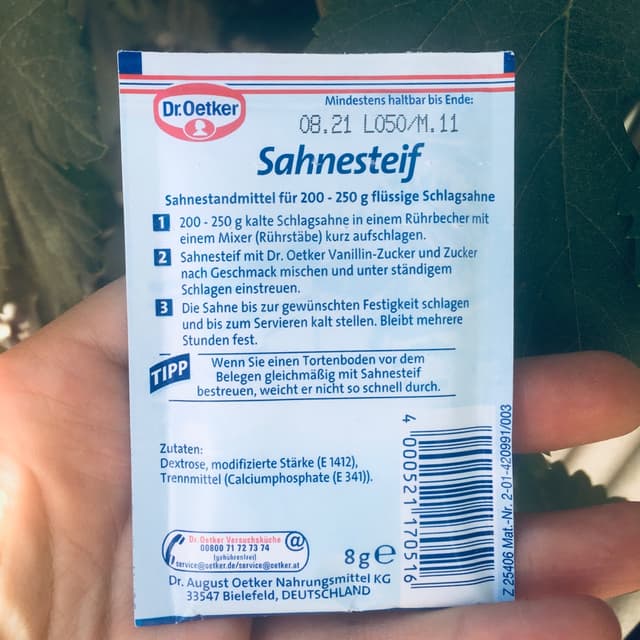 Dr.Oetker
Mindestens haltbar bis Ende:
08.21 L050/M.11
Sahnesteif
Sahnestandmittel für 200 - 250 g flüssige Schlagsahne
1 200 - 250 g kalte Schlagsahne in einem Rührbecher mit
einem Mixer (Rührstäbe) kurz aufschlagen.
2 Sahnesteif mit Dr. Oetker Vanillin-Zucker und Zucker
nach Geschmack mischen und unter ständigem
Schlagen einstreuen.
3 Die Sahne bis zur gewünschten Festigkeit schlagen
und bis zum Servieren kalt stellen. Bleibt mehrere
Stunden fest.
TIPP
Wenn Sie einen Tortenboden vor dem
Belegen gleichmäßig mit Sahnesteif
bestreuen, weicht er nicht so schnell durch.
Zutaten:
Dextrose, modifizierte Stärke (E 1412),
Trennmittel (Calciumphosphate (E 341)).
Dr. Oetker Versuchsküche
00800 71 72 73 74
(gebührenfrei)
service@oetker.de/service@oetker.at
@
8 g e
Dr. August Oetker Nahrungsmittel KG
33547 Bielefeld, DEUTSCHLAND
4 000521 170516
Z 25406 Mat.-Nr. 2-01-420991/003